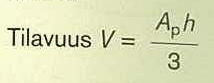 Tilavuus V = Aₚh / 3